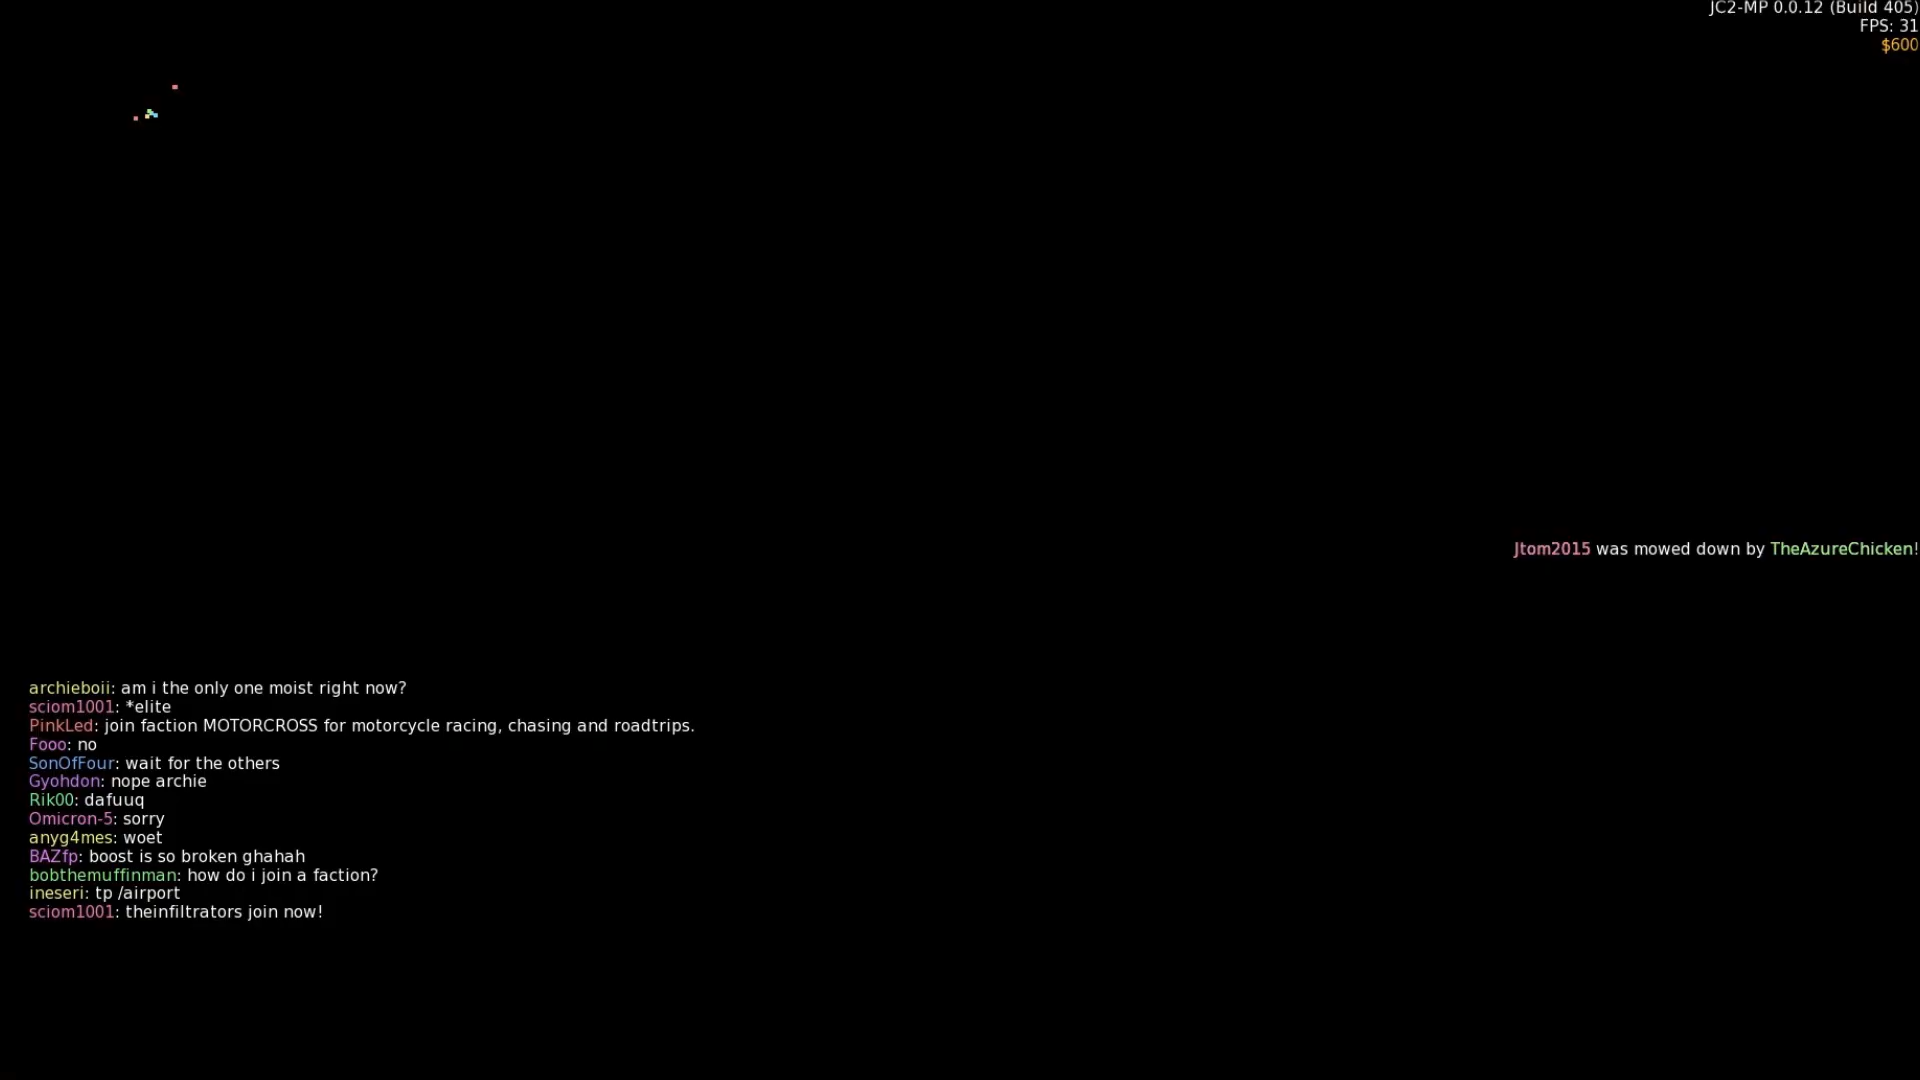 JC2-MP 0.0.12 (Build 405)
FPS: 31
$600
Jtom2015 was mowed down by TheAzureChicken!
archieboii: am i the only one moist right now?
sciom1001: *elite
PinkLed: join faction MOTORCROSS for motorcycle racing, chasing and roadtrips.
Fooo: no
SonOfFour: wait for the others
Gyohdon: nope archie
Rik00: dafuuq
Omicron-5: sorry
anyg4mes: woet
BAZfp: boost is so broken ghahah
bobthemuffinman: how do i join a faction?
ineseri: tp /airport
sciom1001: theinfiltrators join now!